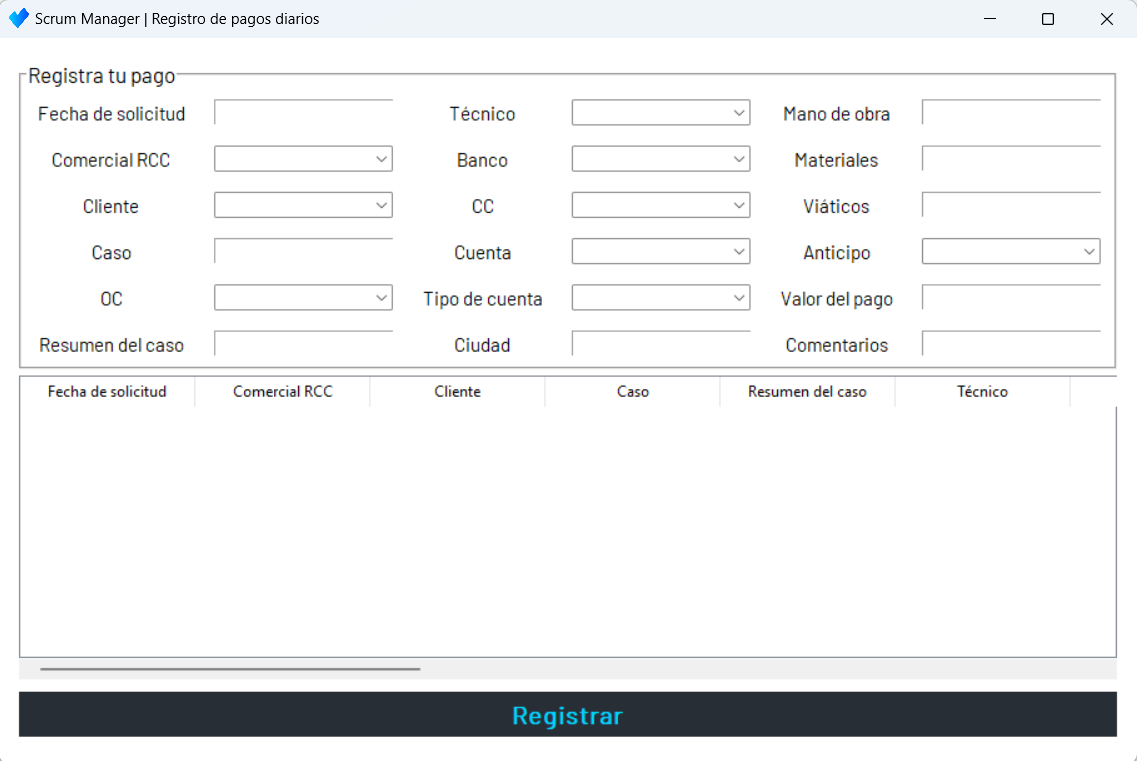 Scrum Manager | Registro de pagos diarios
Registra tu pago
Fecha de solicitud Técnico Mano de obra
Comercial RCC Banco Materiales
Cliente CC Viáticos
Caso Cuenta Anticipo
OC Tipo de cuenta Valor del pago
Resumen del caso Ciudad Comentarios
Fecha de solicitud Comercial RCC Cliente Caso Resumen del caso Técnico
Registrar